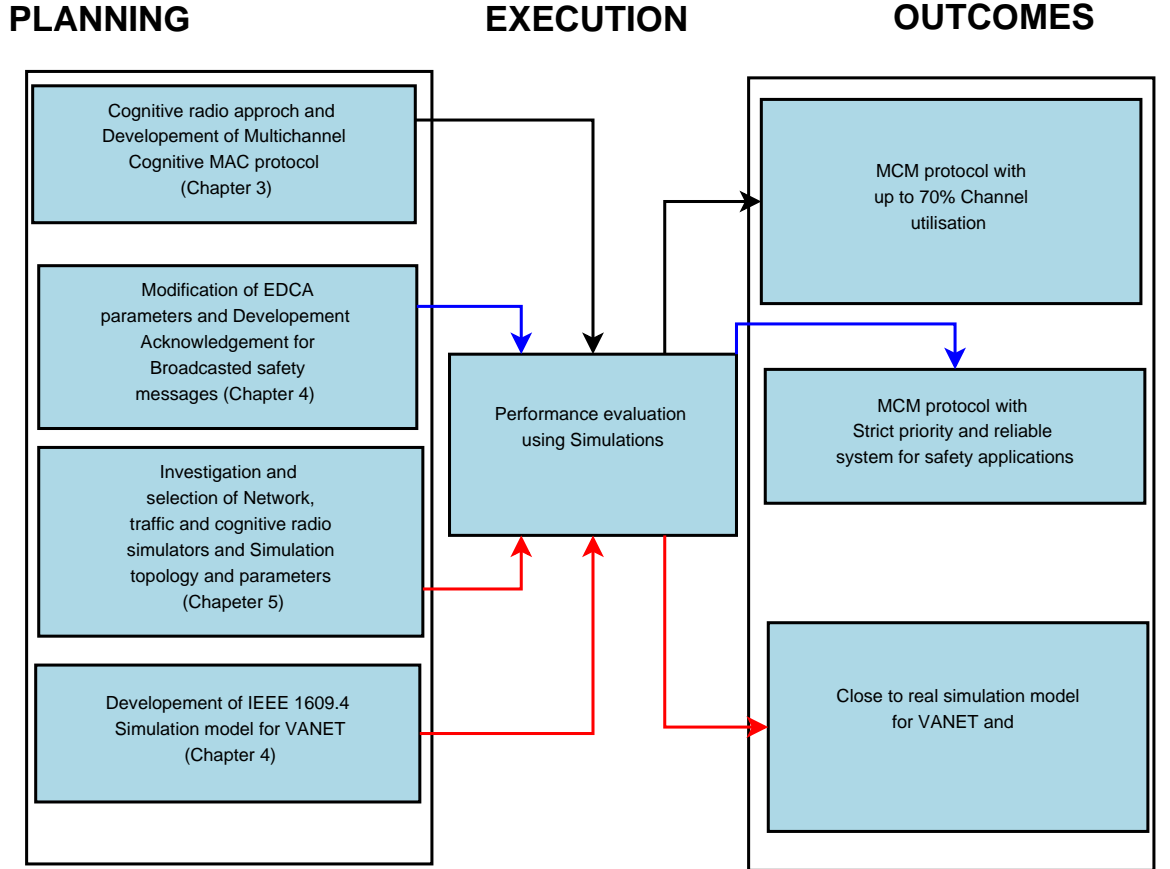 PLANNING
EXECUTION
OUTCOMES
Cognitive radio approch and
Developement of Multichannel
Cognitive MAC protocol
(Chapter 3)
Modification of EDCA
parameters and Developement
Acknowledgement for
Broadcasted safety
messages (Chapter 4)
Investigation and
selection of Network,
traffic and cognitive radio
simulators and Simulation
topology and parameters
(Chapeter 5)
Developement of IEEE 1609.4
Simulation model for VANET
(Chapter 4)
Performance evaluation
using Simulations
MCM protocol with
up to 70% Channel
utilisation
MCM protocol with
Strict priority and reliable
system for safety applications
Close to real simulation model
for VANET and